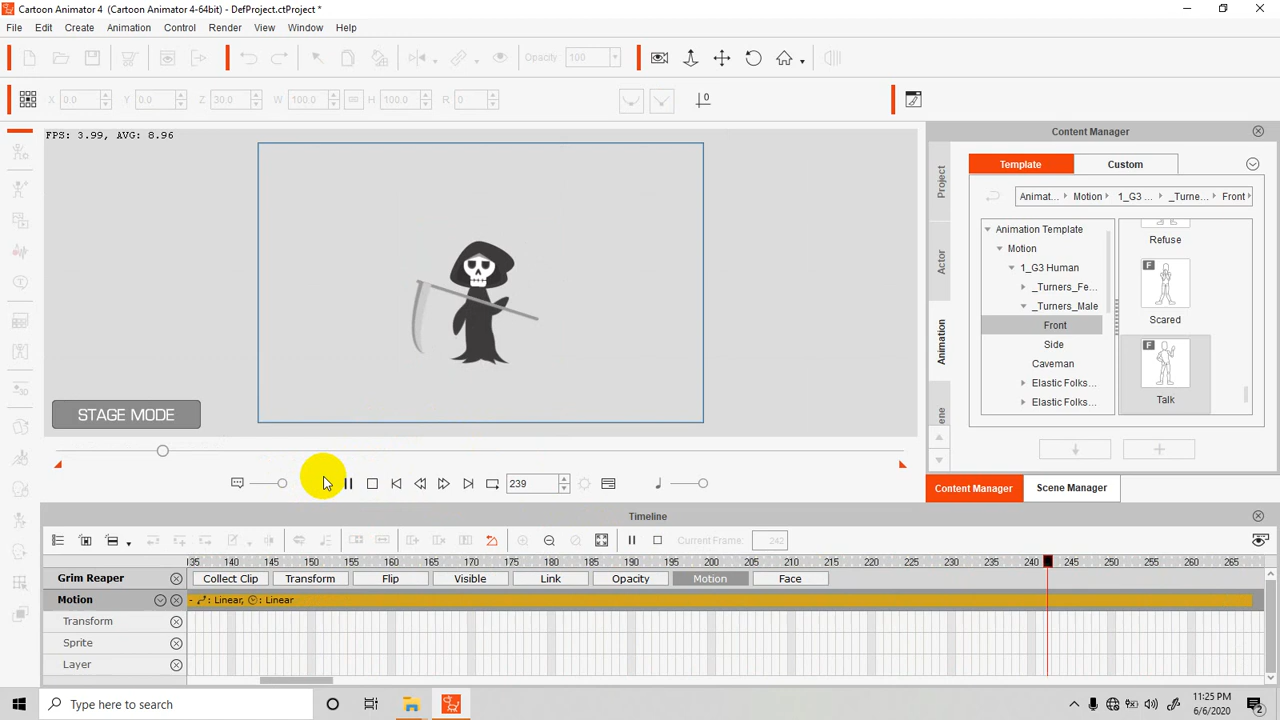 Cartoon Animator 4 (Cartoon Animator 4-64bit) - DefProject.ctProject
File Edit Create Animation Control Render View Window Help
Opacity 100
X 0.0 Y 0.0 Z 30.0 W 100.0 H 100.0 R 0
FPS: 3.99, AVG: 8.96
STAGE MODE
239
Content Manager
Template Custom
Animat... Motion 1_G3 ... _Turne... Front
Project
Actor
Animation
Animation Template
Motion
1_G3 Human
_Turners_Fe...
_Turners_Male
Front
Side
Caveman
Elastic Folks...
Elastic Folks...
Refuse
F
Scared
F
Talk
Content Manager Scene Manager
Timeline
Current Frame: 242
140 145 150 155 160 165 170 175 180 185 190 195 200 205 210 215 220 225 230 235 240 245 250 255 260 265
Grim Reaper Collect Clip Transform Flip Visible Link Opacity Motion Face
Motion : Linear, : Linear
Transform
Sprite
Layer
Type here to search
11:25 PM
6/6/2020
2